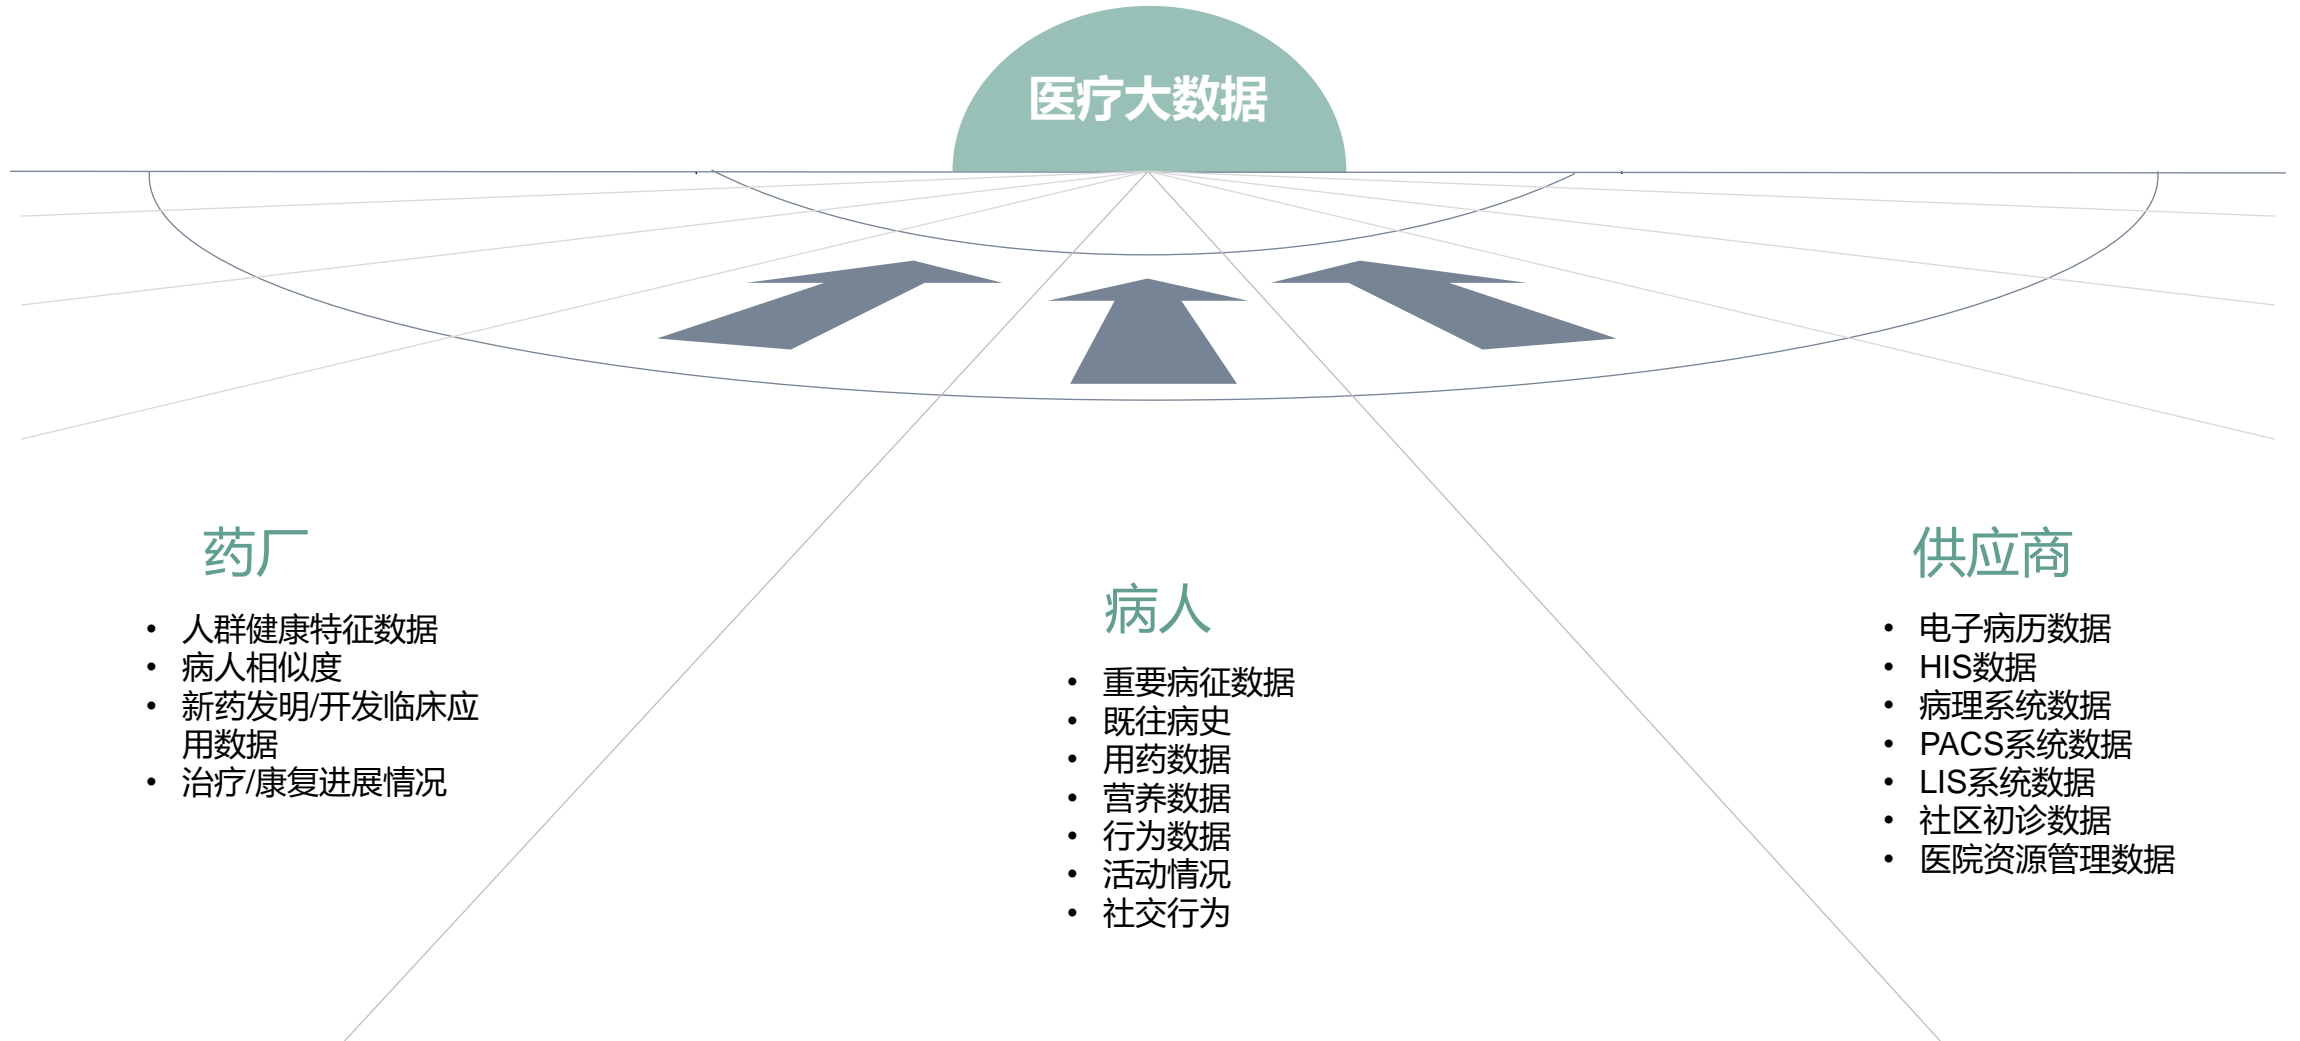 医疗大数据
药厂
• 人群健康特征数据
• 病人相似度
• 新药发明/开发临床应
用数据
• 治疗/康复进展情况
病人
• 重要病征数据
• 既往病史
• 用药数据
• 营养数据
• 行为数据
• 活动情况
• 社交行为
供应商
• 电子病历数据
• HIS数据
• 病理系统数据
• PACS系统数据
• LIS系统数据
• 社区初诊数据
• 医院资源管理数据